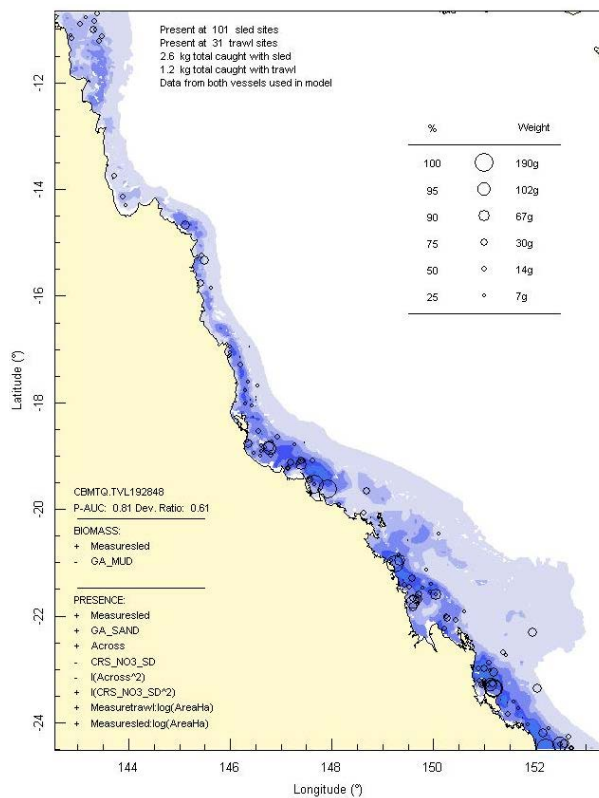 Present at 101 sled sites
Present at 31 trawl sites
2.6 kg total caught with sled
1.2 kg total caught with trawl
Data from both vessels used in model
% Weight
100 190g
95 102g
90 67g
75 30g
50 14g
25 7g
-12
-14
-16
-18
-20
-22
-24
Latitude (°)
CBMTQ.TVL192848
P-AUC: 0.81 Dev. Ratio: 0.61
BIOMASS:
+ Measuresled
- GA_MUD
PRESENCE:
+ Measuresled
+ GA_SAND
+ Across
- CRS_NO3_SD
- I(Across^2)
+ I(CRS_NO3_SD^2)
+ Measuretrawl:log(AreaHa)
+ Measuresled:log(AreaHa)
144 146 148 150 152
Longitude (°)